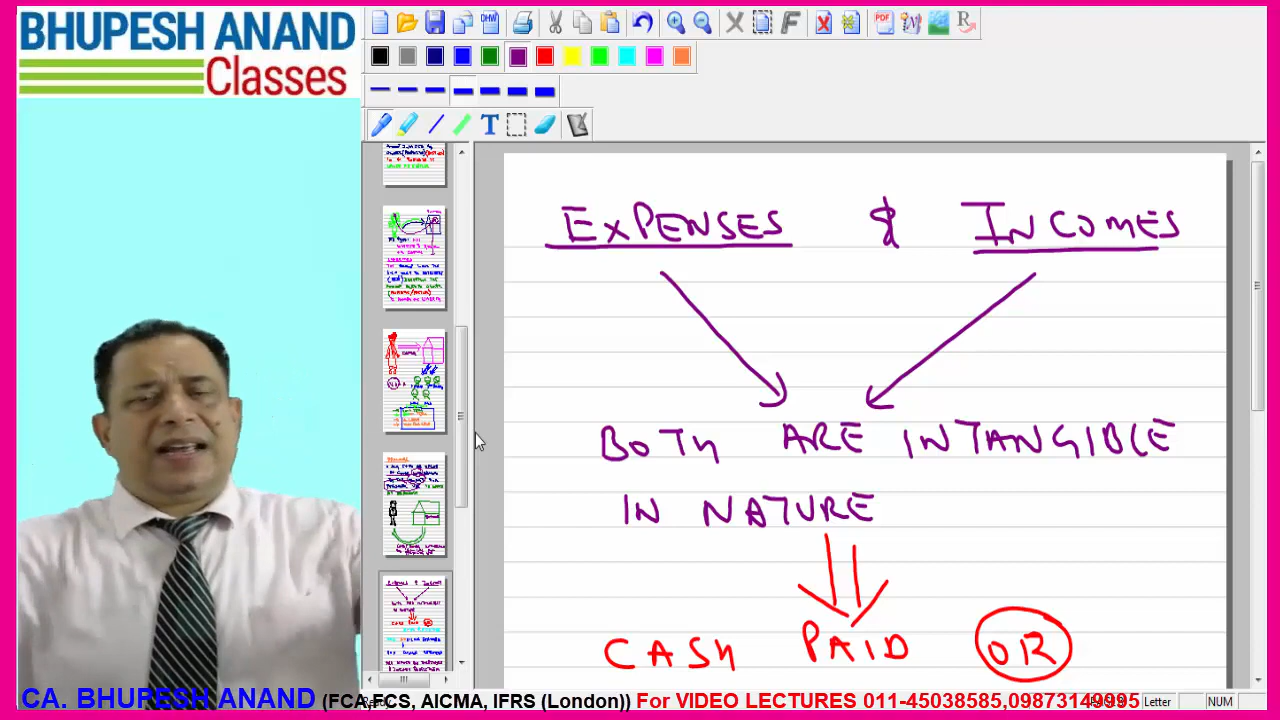 BHUPESH ANAND
Classes
EXPENSES & INCOMES
BOTH ARE INTANGIBLE
IN NATURE
CASH PAID OR
CA. BHUPESH ANAND (FCA,FCS, AICMA, IFRS (London)) For VIDEO LECTURES 011-45038585,09873149995
Letter NUM